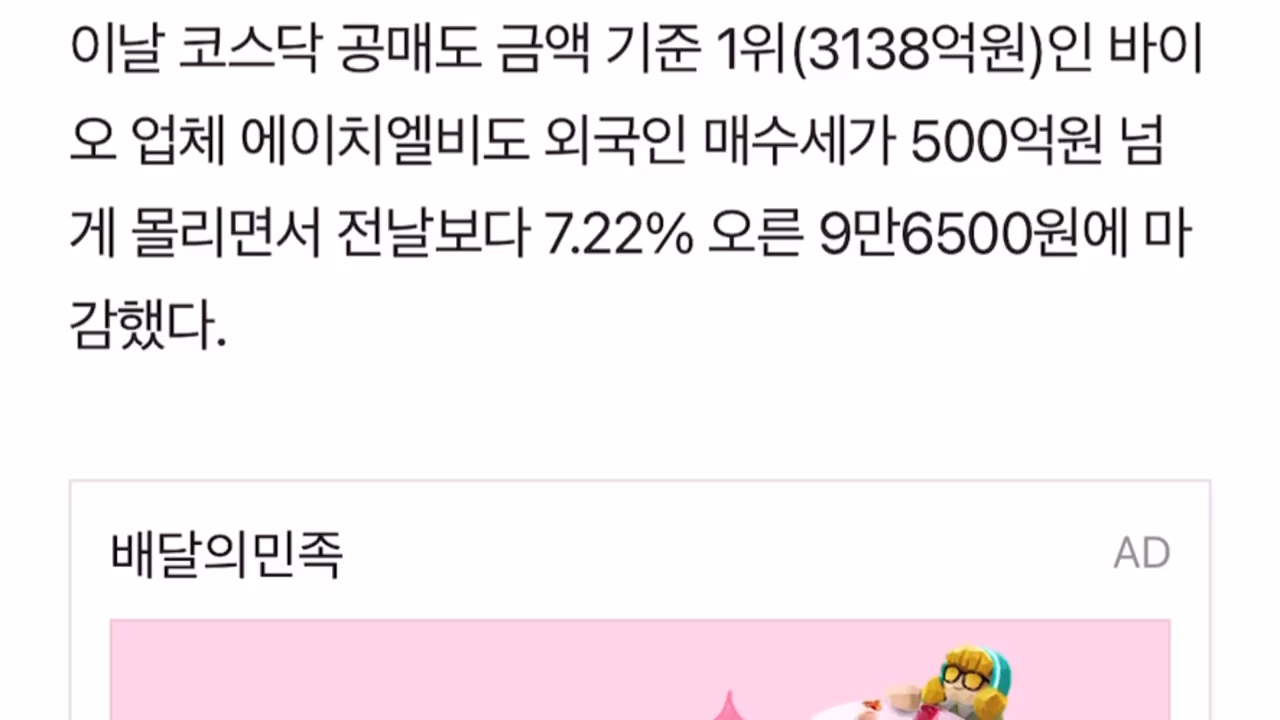 이날 코스닥 공매도 금액 기준 1위(3138억원)인 바이
오 업체 에이치엘비도 외국인 매수세가 500억원 넘
게 몰리면서 전날보다 7.22% 오른 9만6500원에 마
감했다.
배달의민족 AD